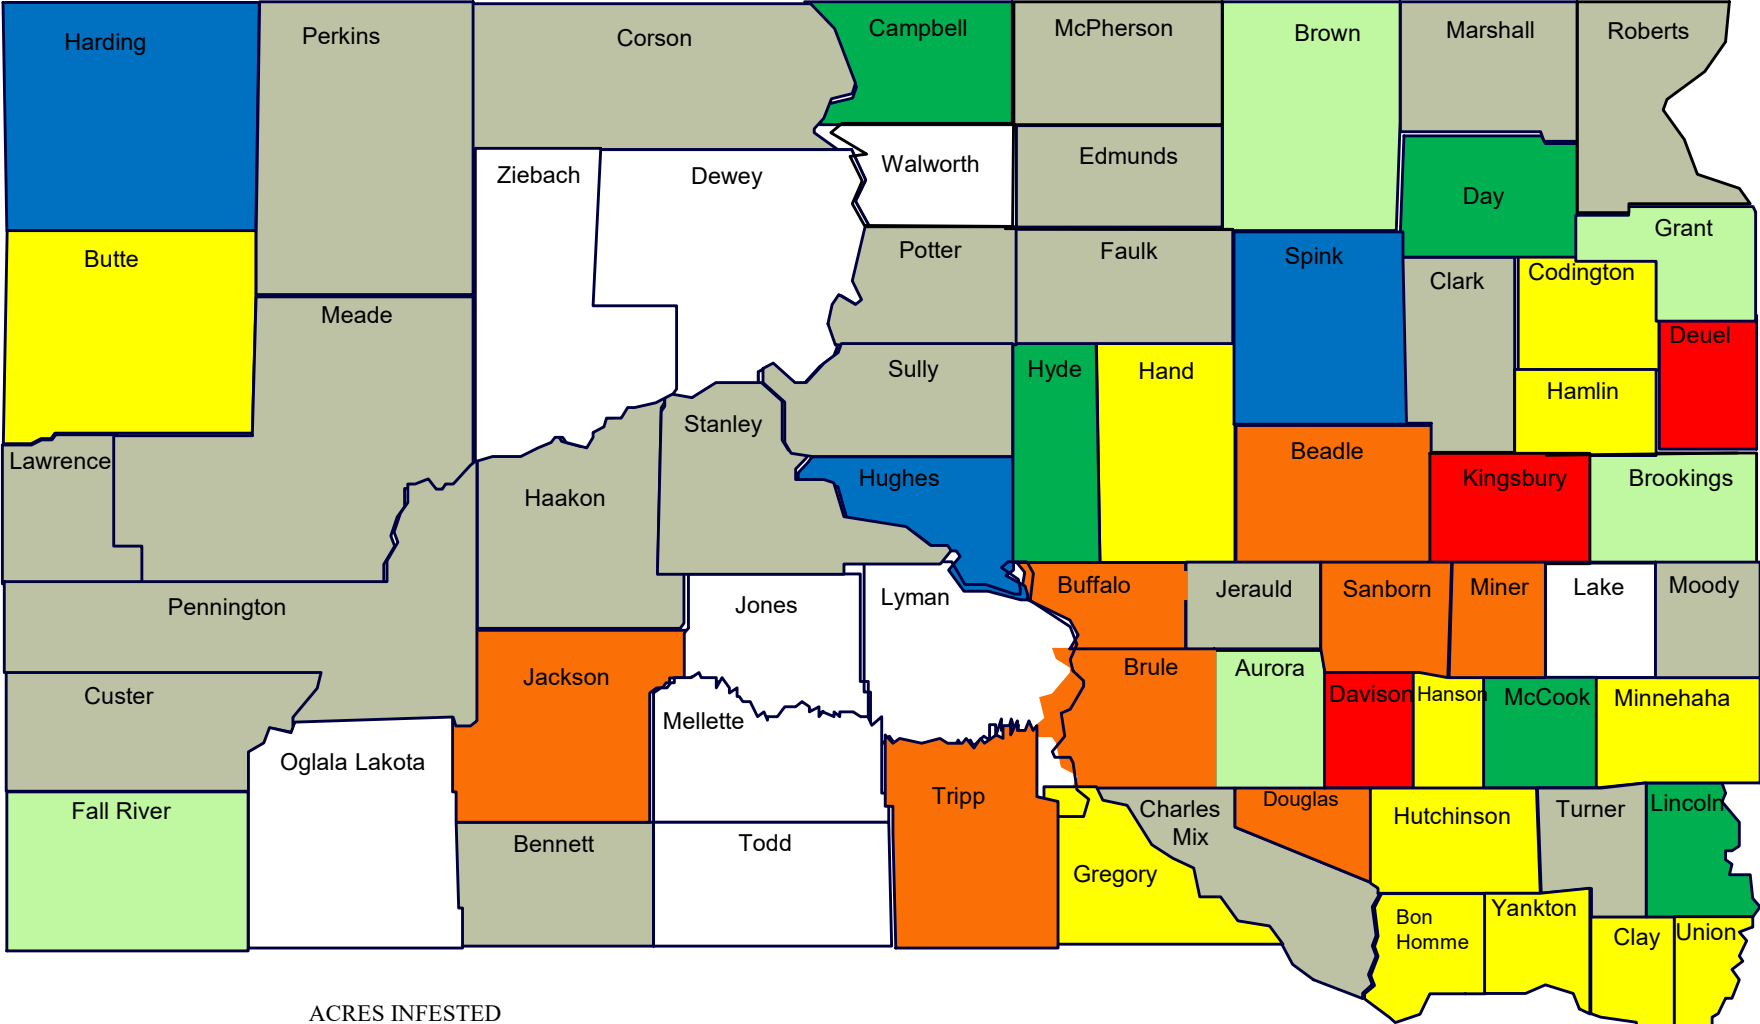 Harding
Perkins
Corson
Campbell
McPherson
Brown
Marshall
Roberts
Ziebach
Dewey
Walworth
Edmunds
Day
Grant
Butte
Potter
Faulk
Spink
Clark
Codington
Meade
Deuel
Sully
Hyde
Hand
Hamlin
Stanley
Lawrence
Haakon
Hughes
Beadle
Kingsbury
Brookings
Pennington
Jones
Lyman
Buffalo
Jerauld
Sanborn
Miner
Lake
Moody
Custer
Jackson
Mellette
Brule
Aurora
Davison
Hanson
McCook
Minnehaha
Oglala Lakota
Fall River
Tripp
Charles
Mix
Douglas
Hutchinson
Turner
Lincoln
Bennett
Todd
Gregory
Bon
Homme
Yankton
Clay
Union
ACRES INFESTED